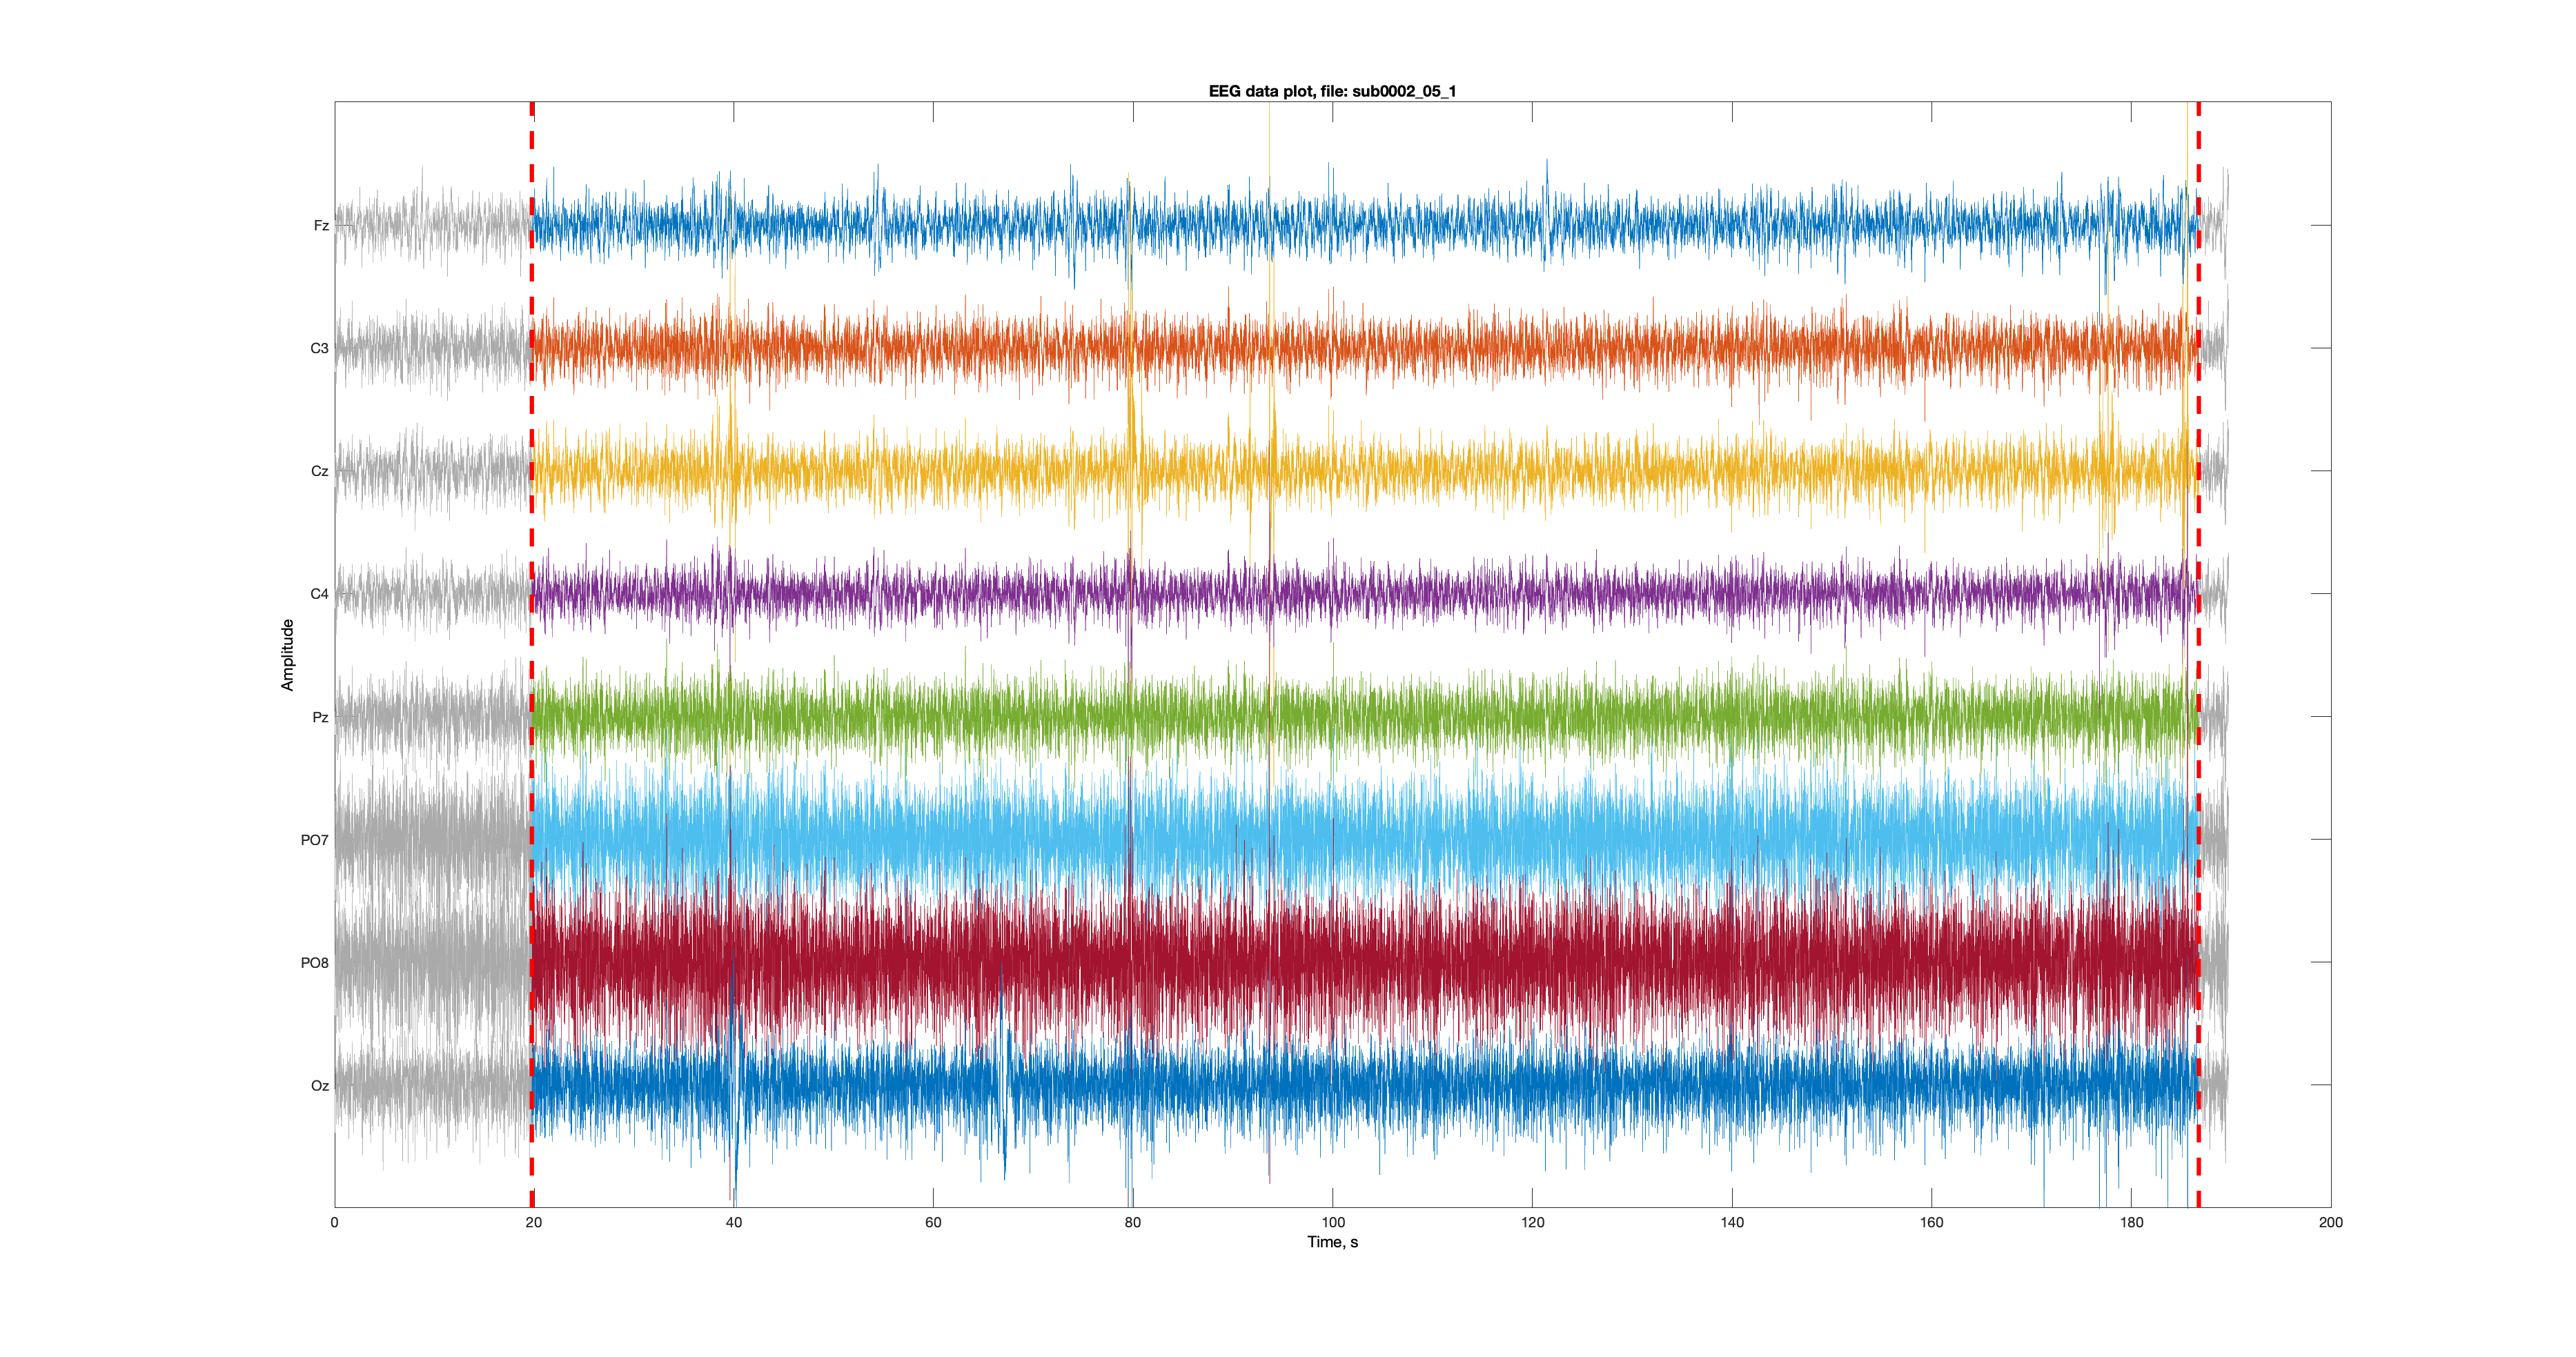 EEG data plot, file: sub0002_05_1
Fz
C3
Cz
C4
Pz
PO7
PO8
Oz
Amplitude
0 20 40 60 80 100 120 140 160 180 200
Time, s